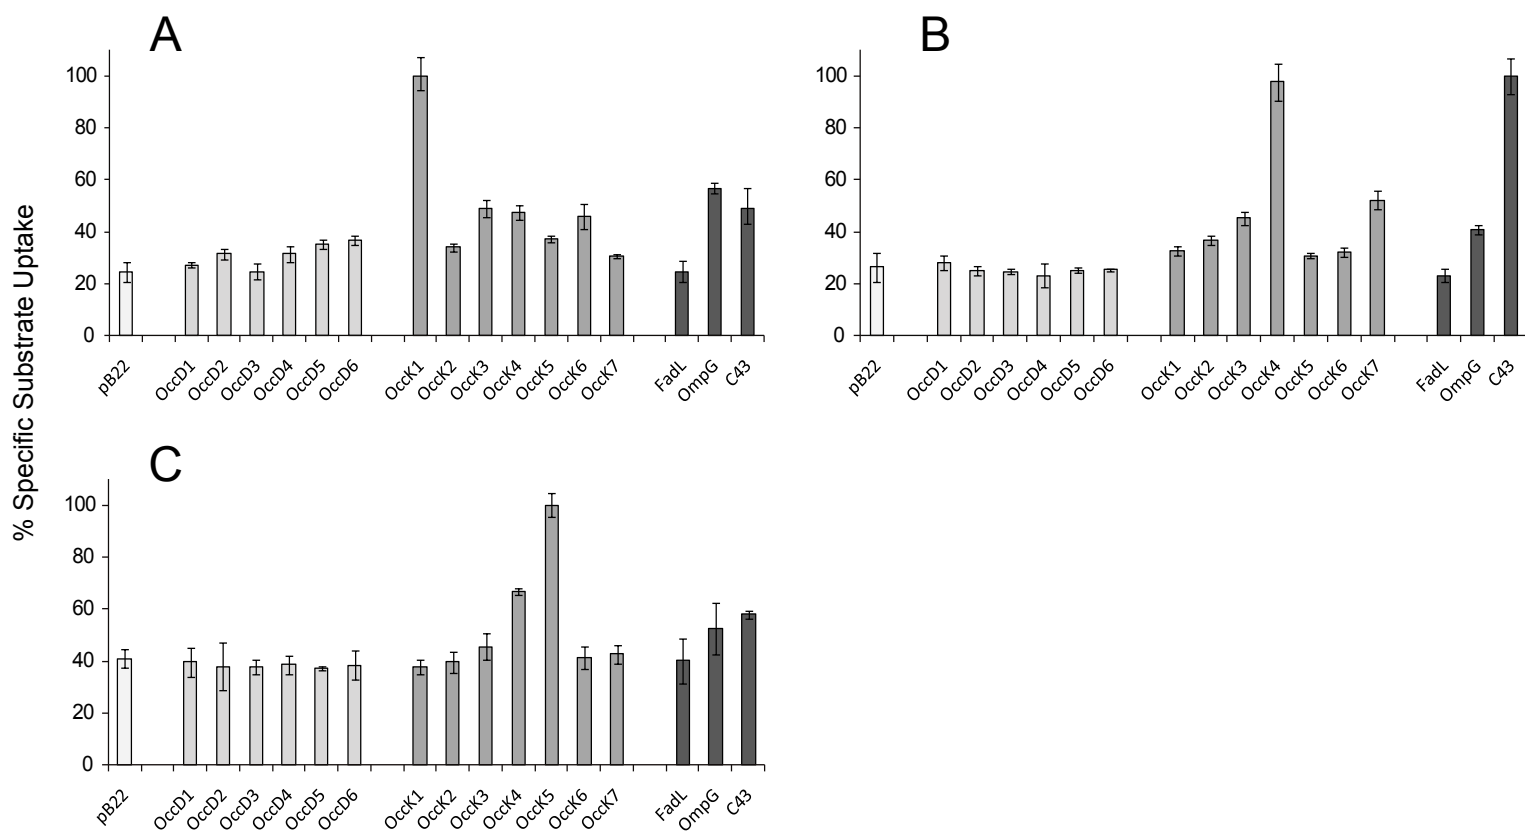 A
100
80
60
40
20
0
pB22 OccD1 OccD2 OccD3 OccD4 OccD5 OccD6 OccK1 OccK2 OccK3 OccK4 OccK5 OccK6 OccK7 FadL OmpG C43
B
100
80
60
40
20
0
pB22 OccD1 OccD2 OccD3 OccD4 OccD5 OccD6 OccK1 OccK2 OccK3 OccK4 OccK5 OccK6 OccK7 FadL OmpG C43
% Specific Substrate Uptake
C
100
80
60
40
20
0
pB22 OccD1 OccD2 OccD3 OccD4 OccD5 OccD6 OccK1 OccK2 OccK3 OccK4 OccK5 OccK6 OccK7 FadL OmpG C43